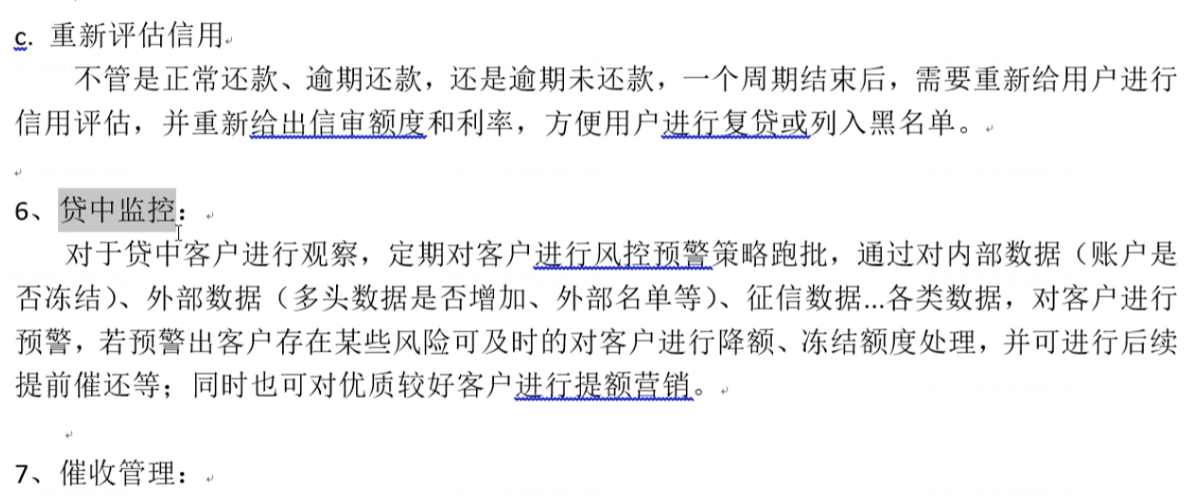 c. 重新评估信用
不管是正常还款、逾期还款，还是逾期未还款，一个周期结束后，需要重新给用户进行
信用评估，并重新给出信审额度和利率，方便用户进行复贷或列入黑名单。
6、贷中监控：
对于贷中客户进行观察，定期对客户进行风控预警策略跑批，通过对内部数据（账户是
否冻结）、外部数据（多头数据是否增加、外部名单等）、征信数据...各类数据，对客户进行
预警，若预警出客户存在某些风险可及时的对客户进行降额、冻结额度处理，并可进行后续
提前催还等；同时也可对优质较好客户进行提额营销。
7、催收管理：